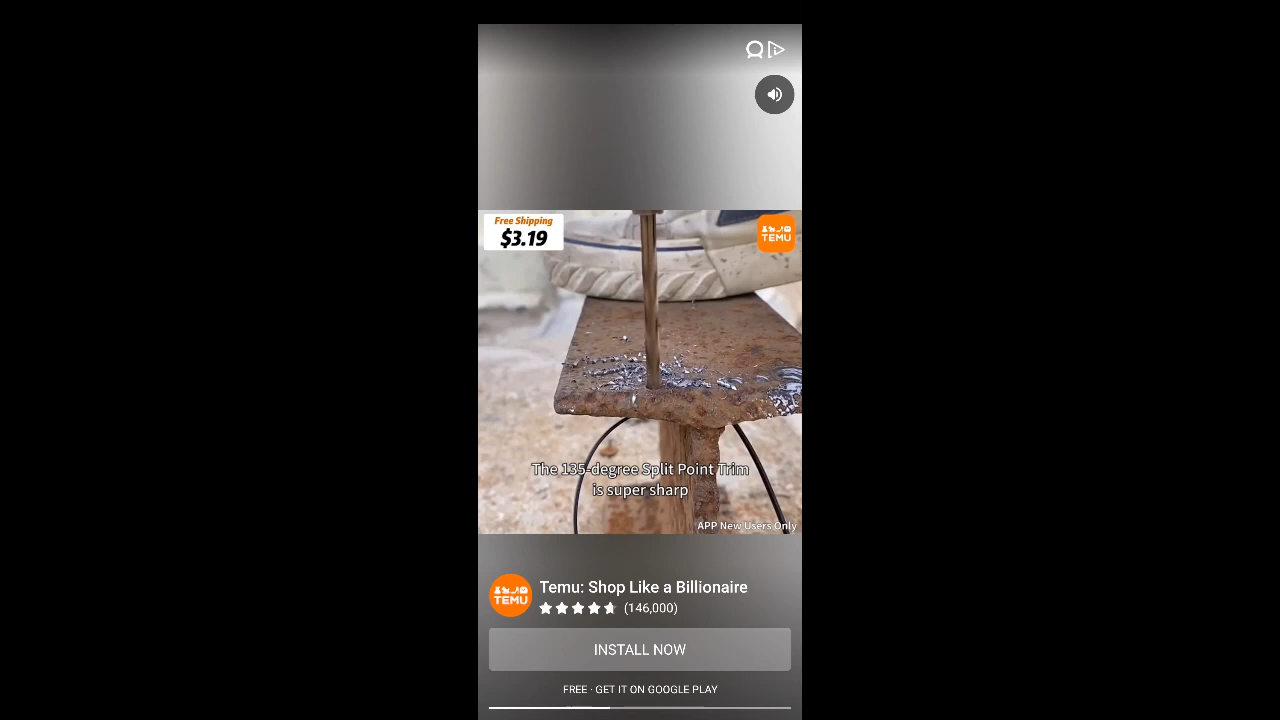 Free Shipping
$3.19
TEMU
The 135-degree Split Point Trim
is super sharp
APP New Users Only
TEMU
Temu: Shop Like a Billionaire
(146,000)
INSTALL NOW
FREE · GET IT ON GOOGLE PLAY